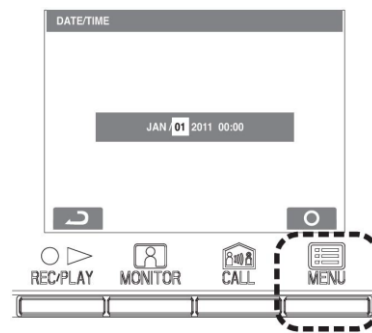 DATE/TIME
JAN / 01 2011 00:00
REC/PLAY MONITOR CALL MENU